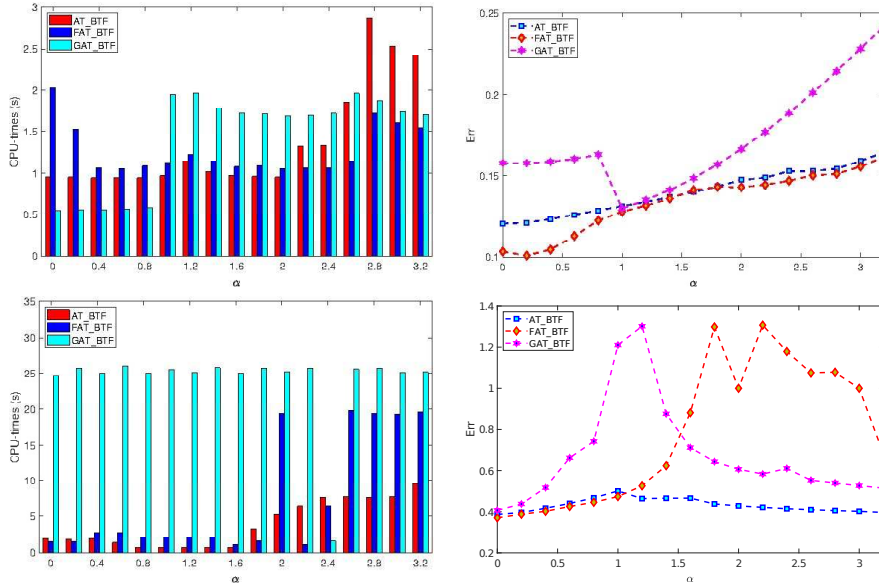 3
2.5
2
1.5
1
0.5
0
CPU-times (s)
AT_BTF
FAT_BTF
GAT_BTF
0 0.4 0.8 1.2 1.6 2 2.4 2.8 3.2
α
0.25
0.2
0.15
0.1
Err
AT_BTF
FAT_BTF
GAT_BTF
0 0.5 1 1.5 2 2.5 3
α
35
30
25
20
15
10
5
0
CPU-times (s)
AT_BTF
FAT_BTF
GAT_BTF
0 0.4 0.8 1.2 1.6 2 2.4 2.8 3.2
α
1.4
1.2
1
0.8
0.6
0.4
0.2
Err
AT_BTF
FAT_BTF
GAT_BTF
0 0.5 1 1.5 2 2.5 3
α